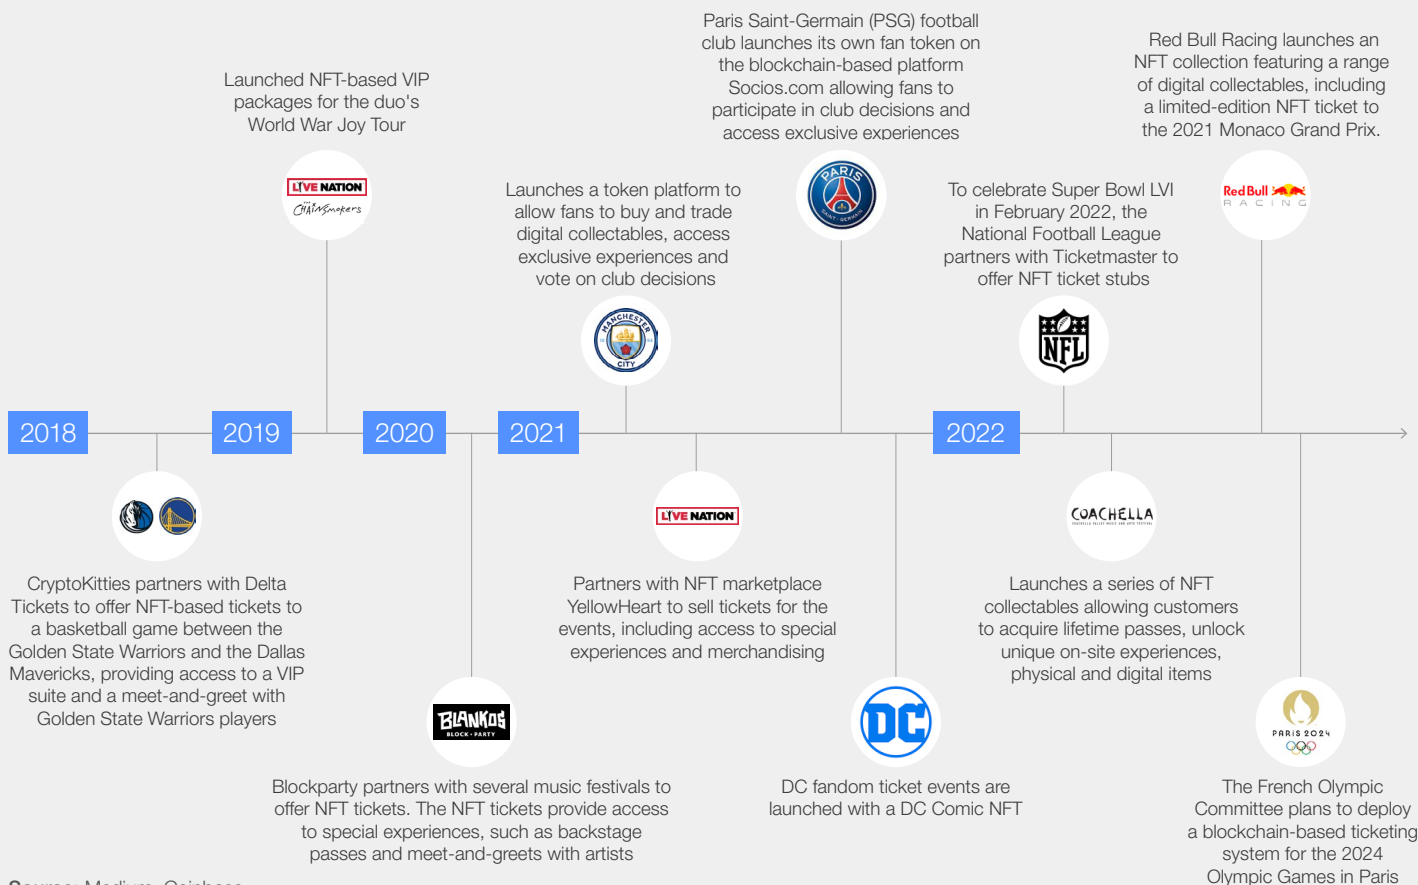 Paris Saint-Germain (PSG) football
club launches its own fan token on
the blockchain-based platform
Socios.com allowing fans to
participate in club decisions and
access exclusive experiences
Red Bull Racing launches an
NFT collection featuring a range
of digital collectables, including
a limited-edition NFT ticket to
the 2021 Monaco Grand Prix.
Launched NFT-based VIP
packages for the duo's
World War Joy Tour
LIVE NATION
THE CHAINSMOKERS
Launches a token platform to
allow fans to buy and trade
digital collectables, access
exclusive experiences and
vote on club decisions
PARIS
SAINT-GERMAIN
To celebrate Super Bowl LVI
in February 2022, the
National Football League
partners with Ticketmaster to
offer NFT ticket stubs
Red Bull
RACING
MANCHESTER
CITY
NFL
2018
2019
2020
2021
2022
LIVE NATION
COACHELLA
COACHELLA VALLEY MUSIC AND ARTS FESTIVAL
CryptoKitties partners with Delta
Tickets to offer NFT-based tickets to
a basketball game between the
Golden State Warriors and the Dallas
Mavericks, providing access to a VIP
suite and a meet-and-greet with
Golden State Warriors players
Partners with NFT marketplace
YellowHeart to sell tickets for the
events, including access to special
experiences and merchandising
Launches a series of NFT
collectables allowing customers
to acquire lifetime passes, unlock
unique on-site experiences,
physical and digital items
BLANKOS
BLOCK·PARTY
DC
PARIS 2024
Blockparty partners with several music festivals to
offer NFT tickets. The NFT tickets provide access
to special experiences, such as backstage
passes and meet-and-greets with artists
DC fandom ticket events are
launched with a DC Comic NFT
The French Olympic
Committee plans to deploy
a blockchain-based ticketing
system for the 2024
Olympic Games in Paris
Source: Medium, Coinbase